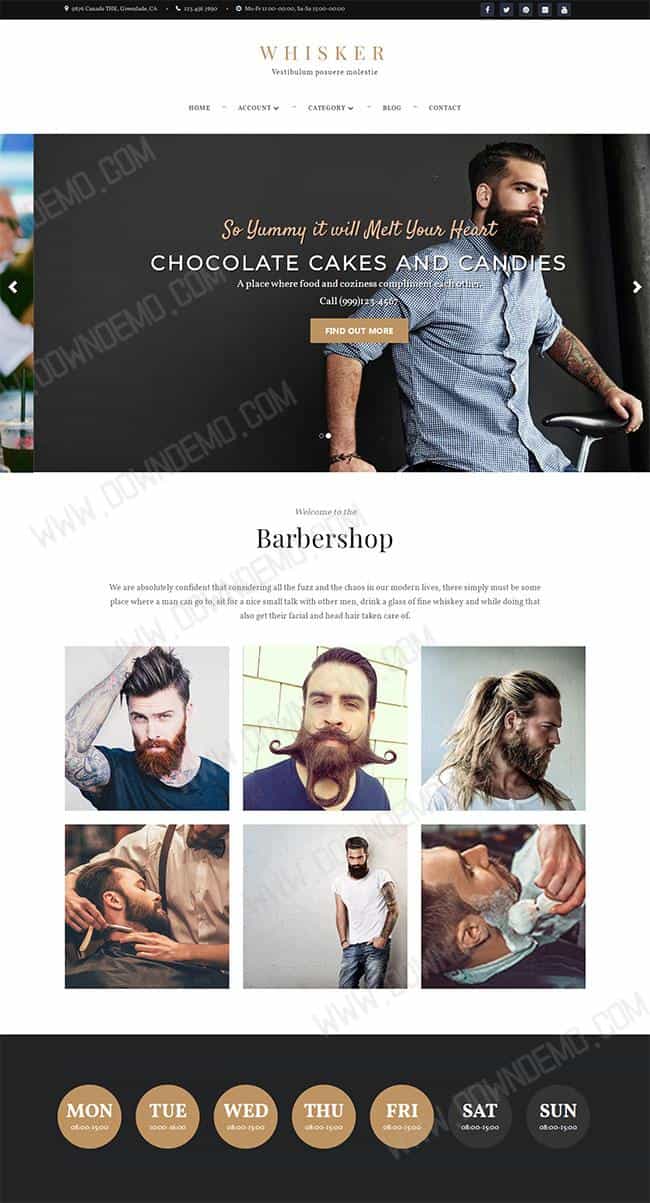 9876 Canada THE, Greenfade, CA
123 456 7890
Mo-Fr 11:00-00:00, Sa-Su 15:00-00:00
WHISKER
Vestibulum posuere molestie
HOME — ACCOUNT — CATEGORY — BLOG — CONTACT
So Yummy it will Melt Your Heart
CHOCOLATE CAKES AND CANDIES
A place where food and coziness compliment each other.
Call (999)123-4567
FIND OUT MORE
Welcome to the
Barbershop
We are absolutely confident that considering all the fuzz and the chaos in our modern lives, there simply must be some
place where a man can go to, sit for a nice small talk with other men, drink a glass of fine whiskey and while doing that
also get their facial and head hair taken care of.
MON TUE WED THU FRI SAT SUN
08:00-15:00 10:00-16:00 08:00-15:00 08:00-15:00 08:00-15:00 08:00-15:00 08:00-15:00
WWW.DOWNDEMO.COM